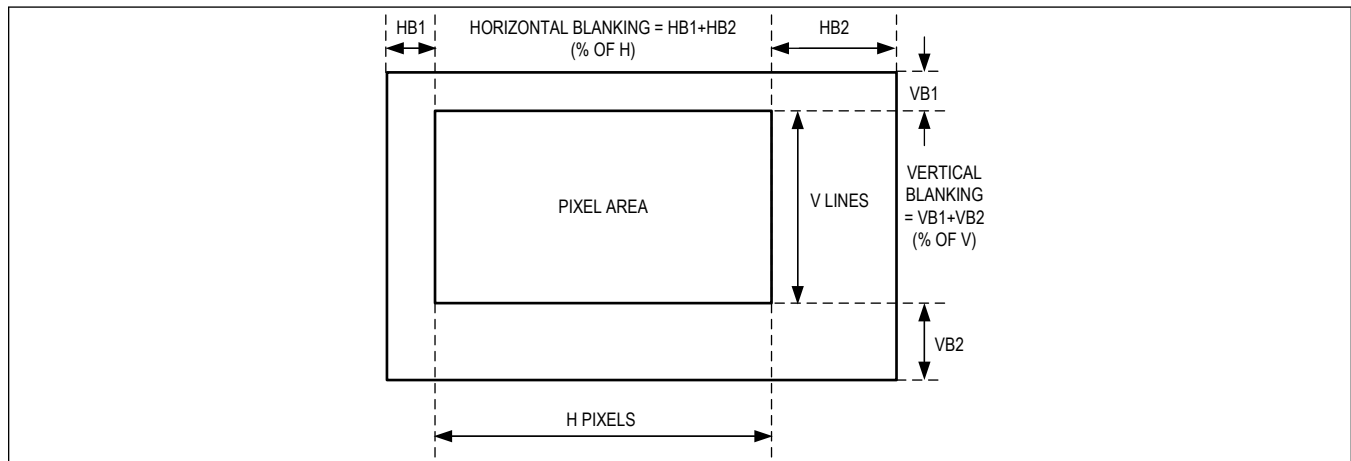 HB1
HORIZONTAL BLANKING = HB1+HB2
(% OF H)
HB2
VB1
PIXEL AREA
V LINES
VERTICAL
BLANKING
= VB1+VB2
(% OF V)
VB2
H PIXELS